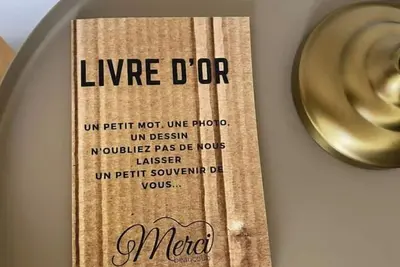 LIVRE D'OR
UN PETIT MOT, UNE PHOTO,
UN DESSIN
N'OUBLIEZ PAS DE NOUS
LAISSER
UN PETIT SOUVENIR DE
VOUS...
Merci
beaucoup